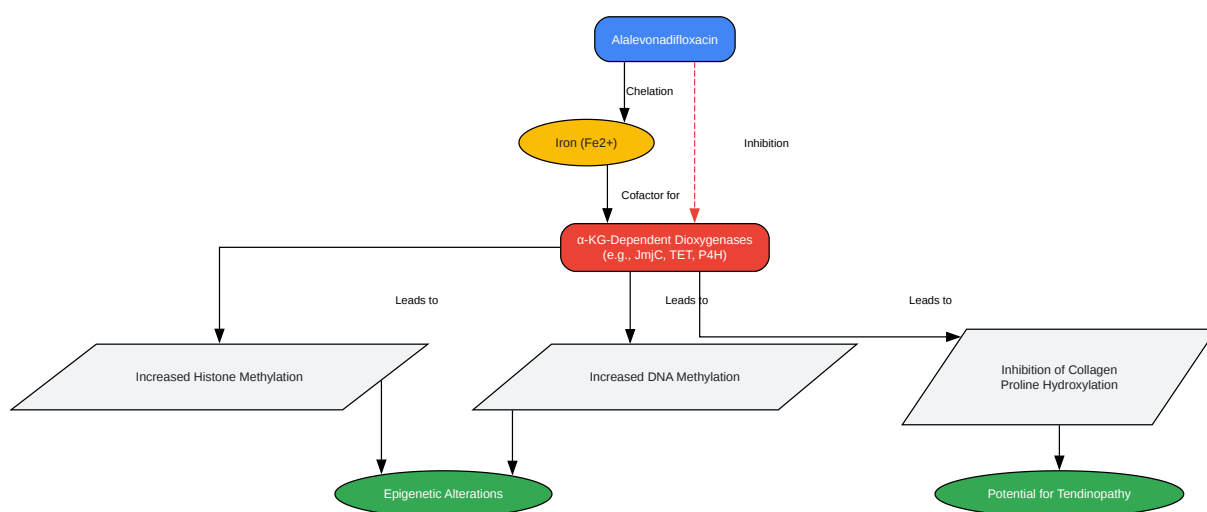 Alalevonadifloxacin
Chelation
Iron (Fe2+)
Inhibition
Cofactor for
α-KG-Dependent Dioxygenases
(e.g., JmjC, TET, P4H)
Leads to
Leads to
Leads to
Increased Histone Methylation
Increased DNA Methylation
Inhibition of Collagen
Proline Hydroxylation
Epigenetic Alterations
Potential for Tendinopathy